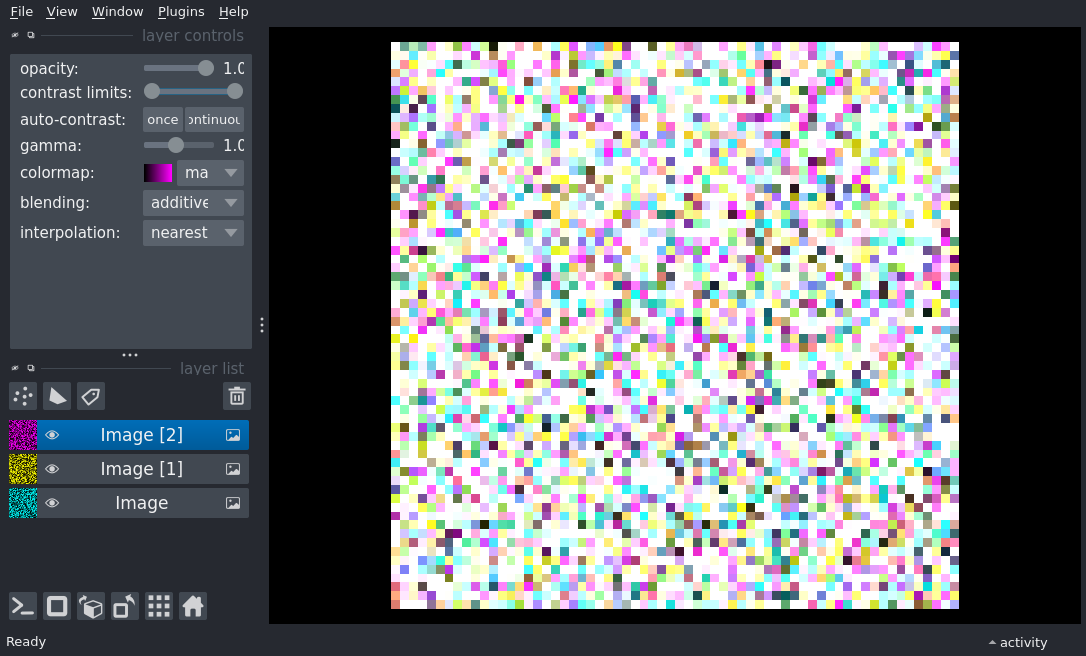 File View Window Plugins Help
layer controls
opacity: 1.0
contrast limits:
auto-contrast: once ontinuou
gamma: 1.0
colormap: ma
blending: additive
interpolation: nearest
layer list
Image [2]
Image [1]
Image
Ready
activity